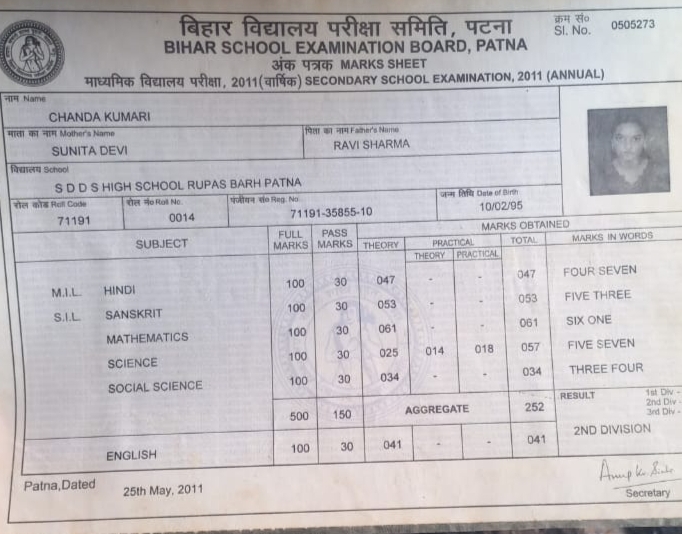 बिहार विद्यालय परीक्षा समिति, पटना
क्रम सं०
Sl. No. 0505273
BIHAR SCHOOL EXAMINATION BOARD, PATNA
अंक पत्रक MARKS SHEET
माध्यमिक विद्यालय परीक्षा, 2011(वार्षिक) SECONDARY SCHOOL EXAMINATION, 2011 (ANNUAL)
नाम Name
CHANDA KUMARI
माता का नाम Mother's Name पिता का नाम Father's Name
SUNITA DEVI RAVI SHARMA
विद्यालय School
S D D S HIGH SCHOOL RUPAS BARH PATNA
रोल कोड Roll Code रोल नं० Roll No. पंजीयन सं० Reg. No. जन्म तिथि Date of Birth
71191 0014 71191-35855-10 10/02/95
SUBJECT FULL MARKS PASS MARKS MARKS OBTAINED
THEORY PRACTICAL TOTAL MARKS IN WORDS
THEORY PRACTICAL
M.I.L. HINDI 100 30 047 - - 047 FOUR SEVEN
S.I.L. SANSKRIT 100 30 053 - - 053 FIVE THREE
MATHEMATICS 100 30 061 - - 061 SIX ONE
SCIENCE 100 30 025 014 018 057 FIVE SEVEN
SOCIAL SCIENCE 100 30 034 - - 034 THREE FOUR
500 150 AGGREGATE 252 RESULT 1st Div -
2nd Div -
3rd Div -
2ND DIVISION
ENGLISH 100 30 041 - - 041
Patna,Dated 25th May, 2011
Secretary